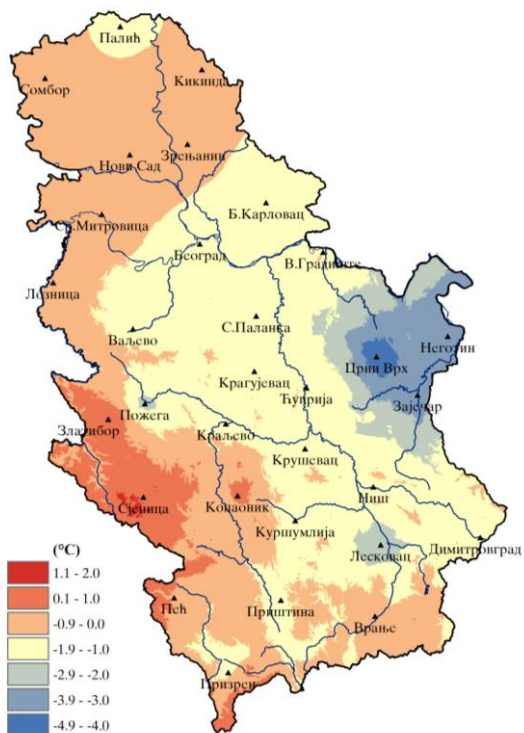 Палић
Сомбор
Кикинда
Зрењанин
Нови Сад
Б.Карловац
Ср.Митровица
Београд
В.Градиште
Лозница
С.Паланка
Ваљево
Неготин
Црни Врх
Крагујевац
Ћуприја
Зајечар
Пожега
Златибор
Краљево
Крушевац
Сјеница
Копаоник
Ниш
Куршумлија
Лесковац
Димитровград
(°C)
1.1 - 2.0
0.1 - 1.0
-0.9 - 0.0
-1.9 - -1.0
-2.9 - -2.0
-3.9 - -3.0
-4.9 - -4.0
Пећ
Приштина
Врање
Призрен